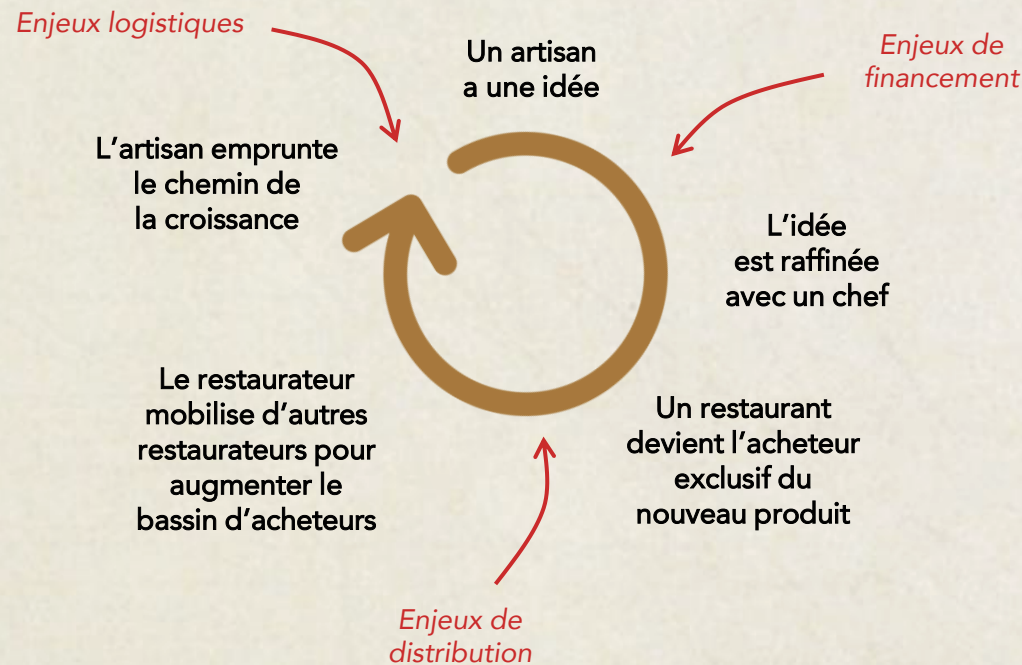 Enjeux logistiques
Un artisan
a une idée
Enjeux de
financement
L’idée
est raffinée
avec un chef
Un restaurant
devient l’acheteur
exclusif du
nouveau produit
Enjeux de
distribution
Le restaurateur
mobilise d’autres
restaurateurs pour
augmenter le
bassin d’acheteurs
L’artisan emprunte
le chemin de
la croissance